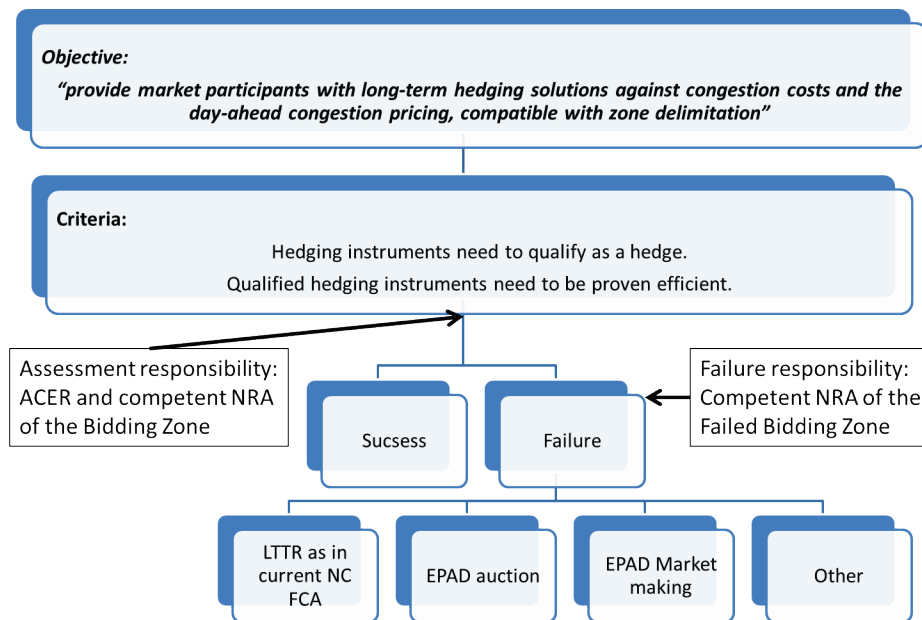 Objective:
“provide market participants with long-term hedging solutions against congestion costs and the
day-ahead congestion pricing, compatible with zone delimitation”
Criteria:
Hedging instruments need to qualify as a hedge.
Qualified hedging instruments need to be proven efficient.
Assessment responsibility:
ACER and competent NRA
of the Bidding Zone
Failure responsibility:
Competent NRA of the
Failed Bidding Zone
Sucsess
Failure
LTTR as in
current NC
FCA
EPAD auction
EPAD Market
making
Other